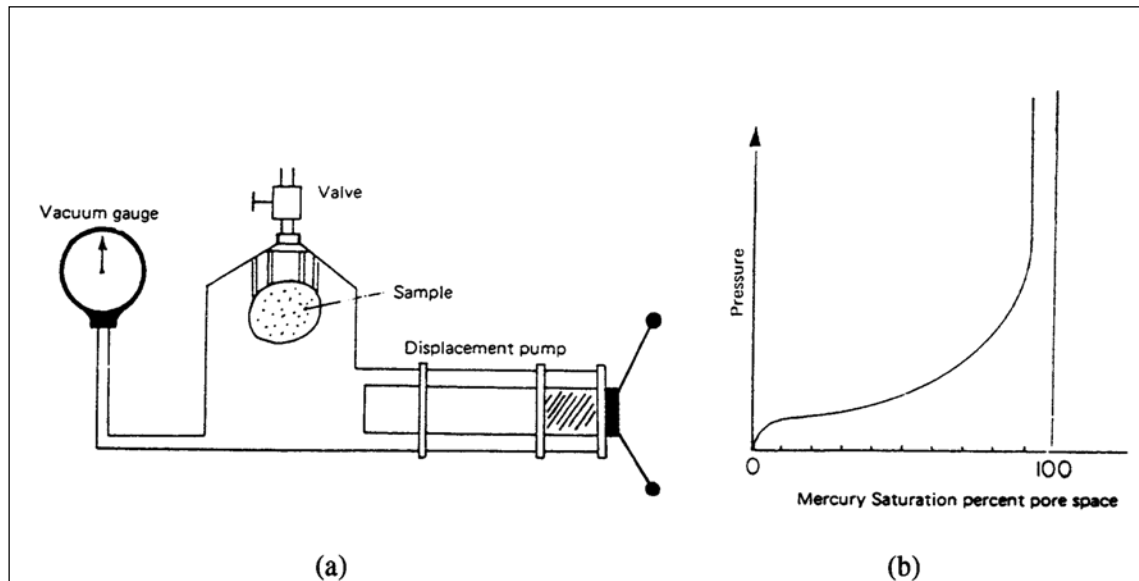 Vacuum gauge
Valve
Sample
Displacement pump
(a)
Pressure
0
100
Mercury Saturation percent pore space
(b)